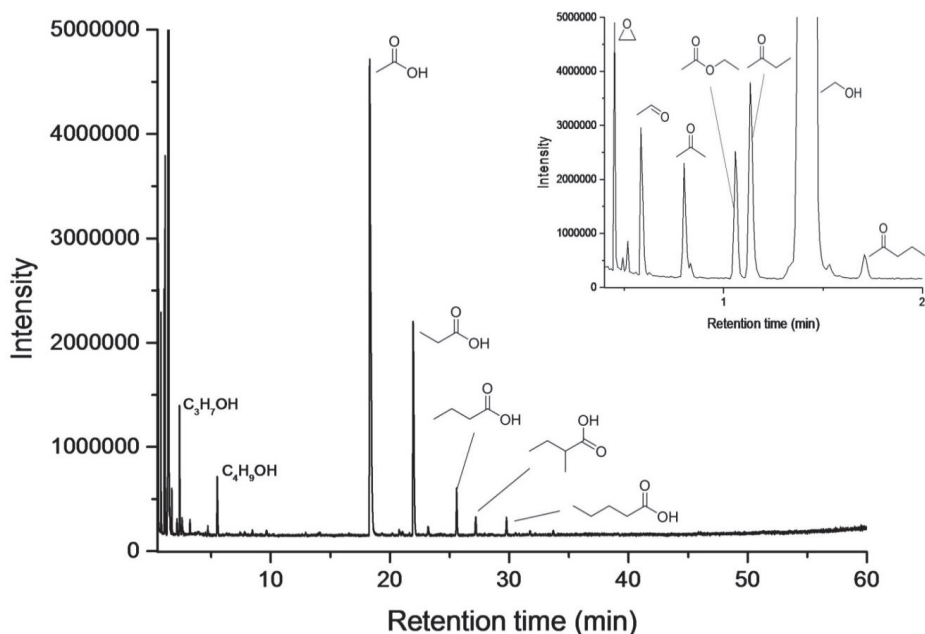 5000000
4000000
3000000
2000000
1000000
0
Intensity
10
20
30
40
50
60
Retention time (min)
C₃H₇OH
C₄H₉OH
O
OH
O
OH
O
OH
OH
O
O
OH
5000000
4000000
3000000
2000000
1000000
0
Intensity
1
2
Retention time (min)
O
O
O
O
O
O
OH
O